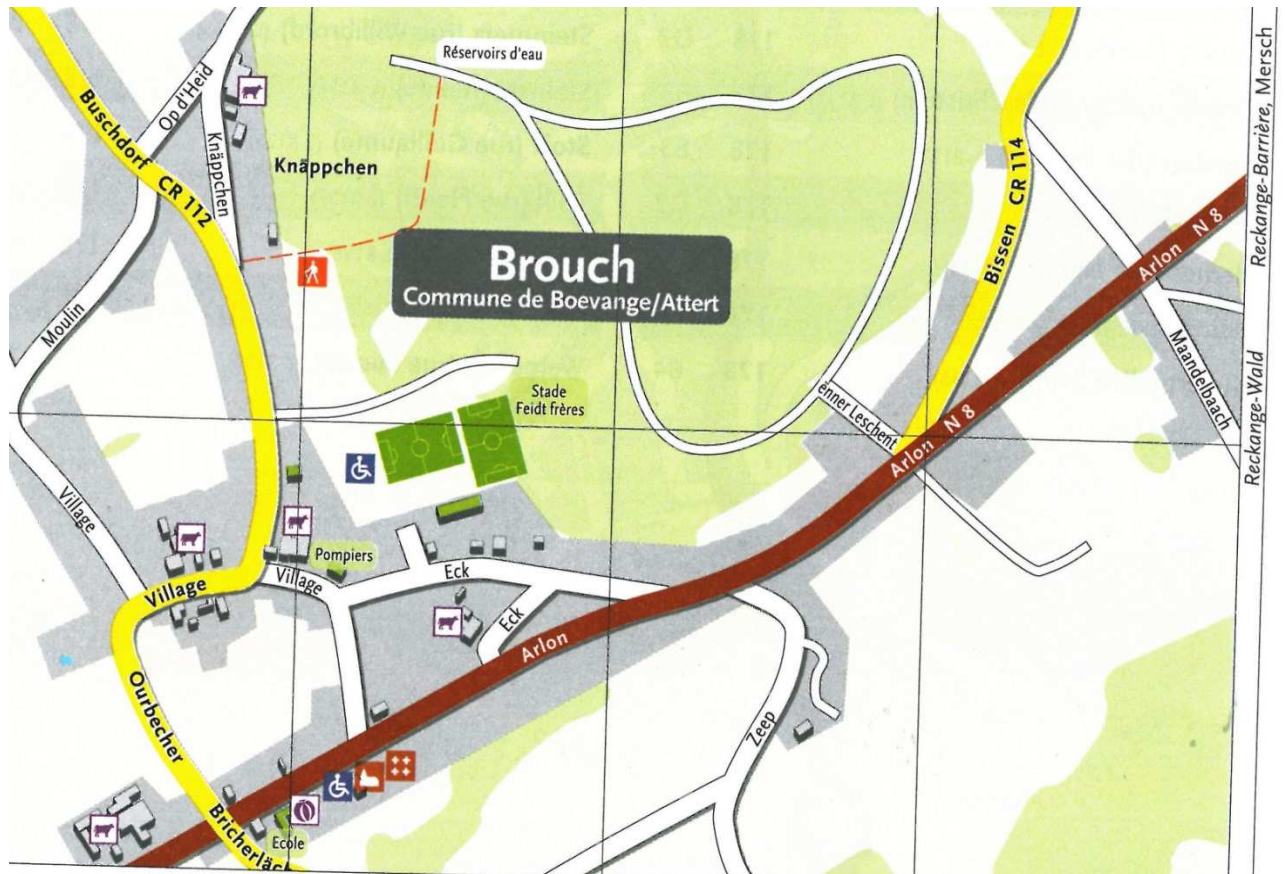 Réservoirs d'eau
Op d'Heid
Buschdorf CR 112
Knäppchen
Knäppchen
Brouch
Commune de Boevange/Attert
Bissen CR 114
Arlon N 8
Reckange-Barrière, Mersch
Moulin
Maandelbaach
Reckange-Wald
Stade
Feidt frères
ënner Leschent
Arlon N 8
Village
Pompiers
Village
Village
Eck
Eck
Arlon
Ourbecher
Zeep
Ecole